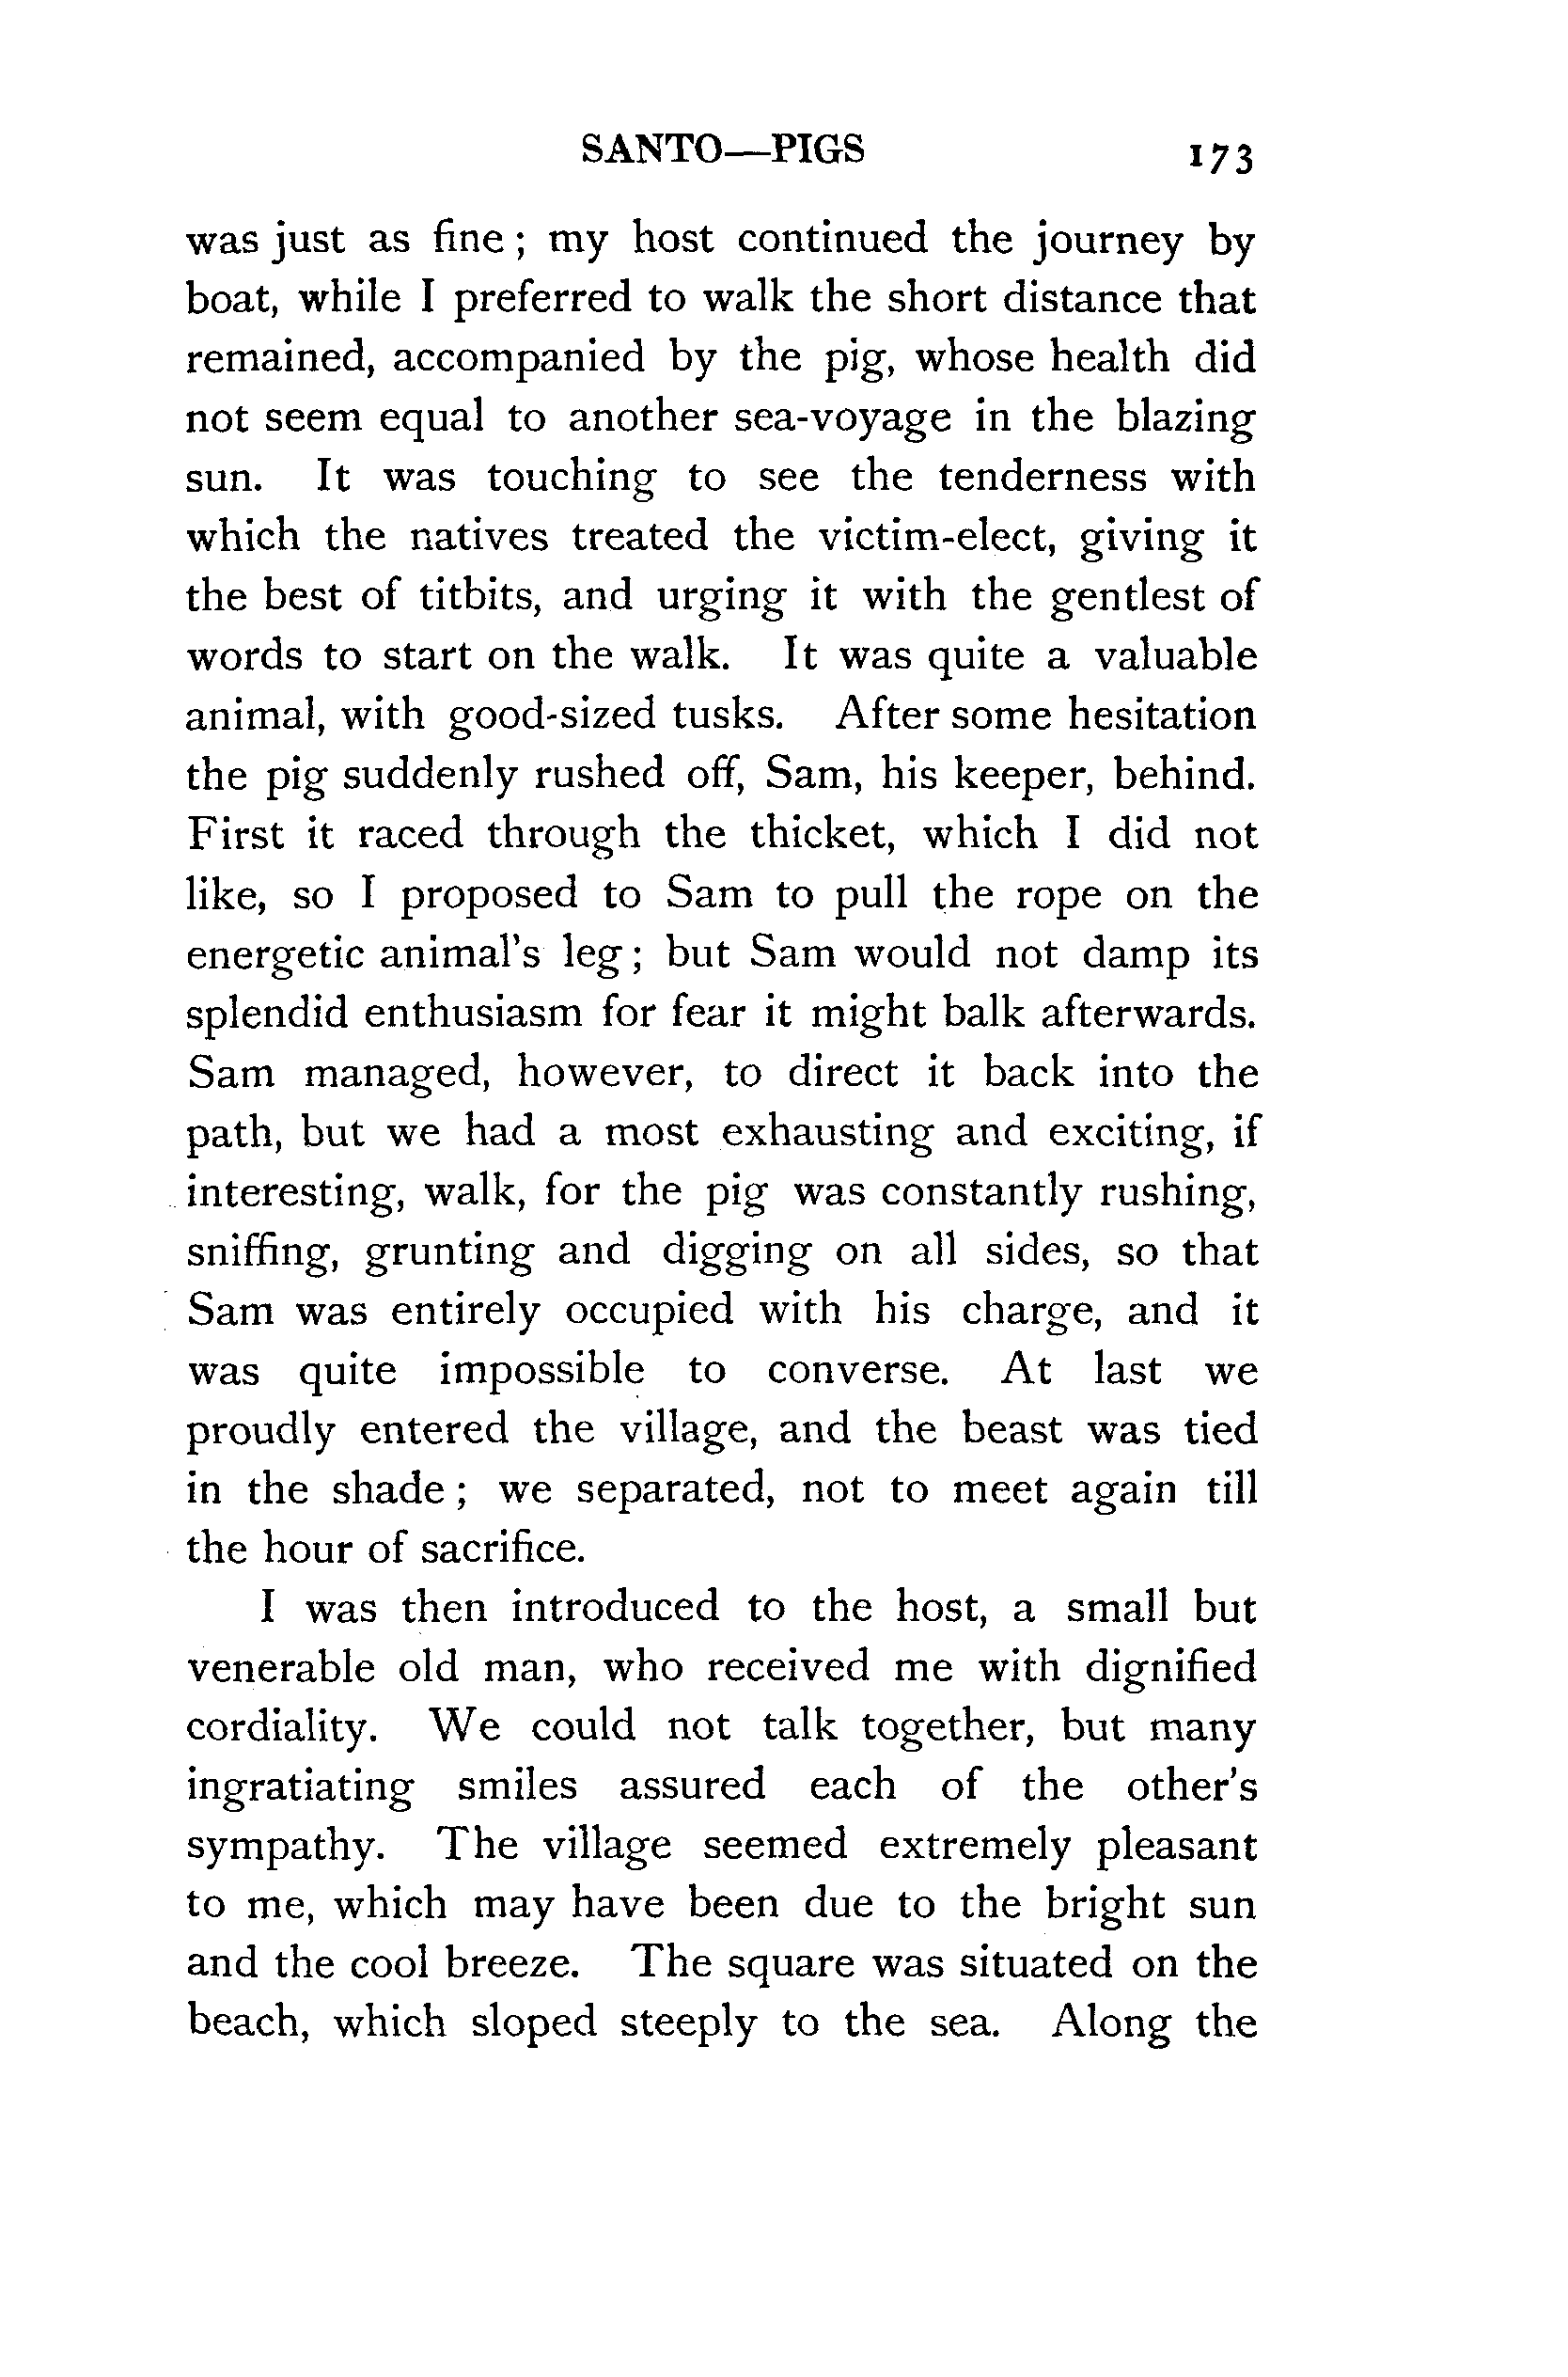 SANTO—PIGS 173
was just as fine; my host continued the journey by
boat, while I preferred to walk the short distance that
remained, accompanied by the pig, whose health did
not seem equal to another sea-voyage in the blazing
sun. It was touching to see the tenderness with
which the natives treated the victim-elect, giving it
the best of titbits, and urging it with the gentlest of
words to start on the walk. It was quite a valuable
animal, with good-sized tusks. After some hesitation
the pig suddenly rushed off, Sam, his keeper, behind.
First it raced through the thicket, which I did not
like, so I proposed to Sam to pull the rope on the
energetic animal's leg; but Sam would not damp its
splendid enthusiasm for fear it might balk afterwards.
Sam managed, however, to direct it back into the
path, but we had a most exhausting and exciting, if
interesting, walk, for the pig was constantly rushing,
sniffing, grunting and digging on all sides, so that
Sam was entirely occupied with his charge, and it
was quite impossible to converse. At last we
proudly entered the village, and the beast was tied
in the shade; we separated, not to meet again till
the hour of sacrifice.
I was then introduced to the host, a small but
venerable old man, who received me with dignified
cordiality. We could not talk together, but many
ingratiating smiles assured each of the other's
sympathy. The village seemed extremely pleasant
to me, which may have been due to the bright sun
and the cool breeze. The square was situated on the
beach, which sloped steeply to the sea. Along the